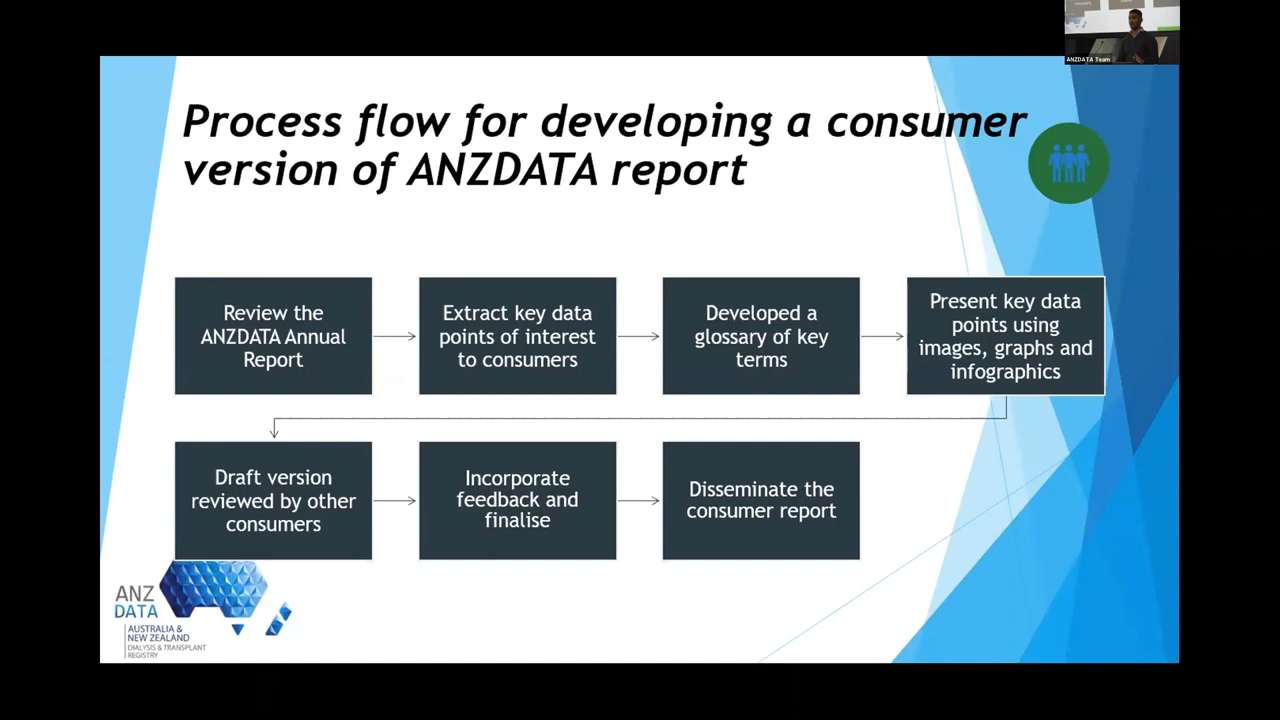 ANZDATA Team
Process flow for developing a consumer
version of ANZDATA report
Review the
ANZDATA Annual
Report
Extract key data
points of interest
to consumers
Developed a
glossary of key
terms
Present key data
points using
images, graphs and
infographics
Draft version
reviewed by other
consumers
Incorporate
feedback and
finalise
Disseminate the
consumer report
ANZ
DATA
AUSTRALIA &
NEW ZEALAND
DIALYSIS & TRANSPLANT
REGISTRY